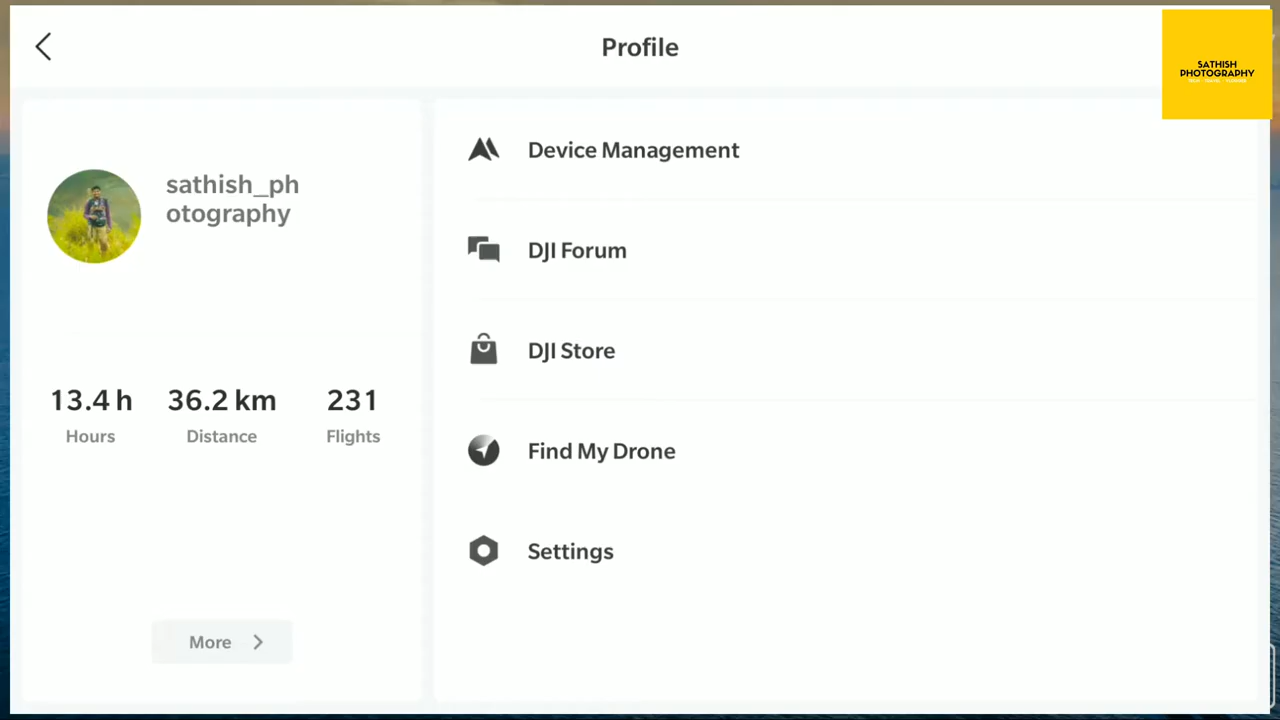 Profile
SATHISH
PHOTOGRAPHY
sathish_ph
otography
13.4 h
Hours
36.2 km
Distance
231
Flights
More
Device Management
DJI Forum
DJI Store
Find My Drone
Settings